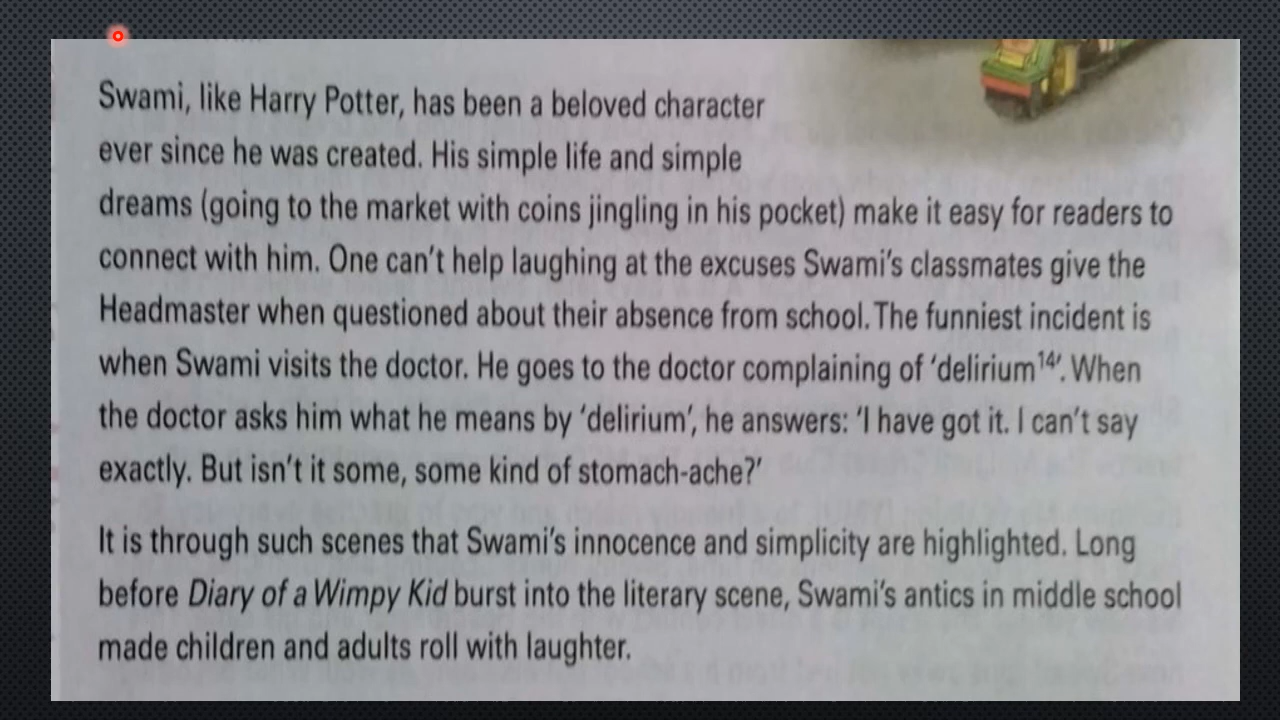 Swami, like Harry Potter, has been a beloved character
ever since he was created. His simple life and simple
dreams (going to the market with coins jingling in his pocket) make it easy for readers to
connect with him. One can't help laughing at the excuses Swami's classmates give the
Headmaster when questioned about their absence from school. The funniest incident is
when Swami visits the doctor. He goes to the doctor complaining of 'delirium¹⁴'. When
the doctor asks him what he means by 'delirium', he answers: 'I have got it. I can't say
exactly. But isn't it some, some kind of stomach-ache?'
It is through such scenes that Swami's innocence and simplicity are highlighted. Long
before Diary of a Wimpy Kid burst into the literary scene, Swami's antics in middle school
made children and adults roll with laughter.